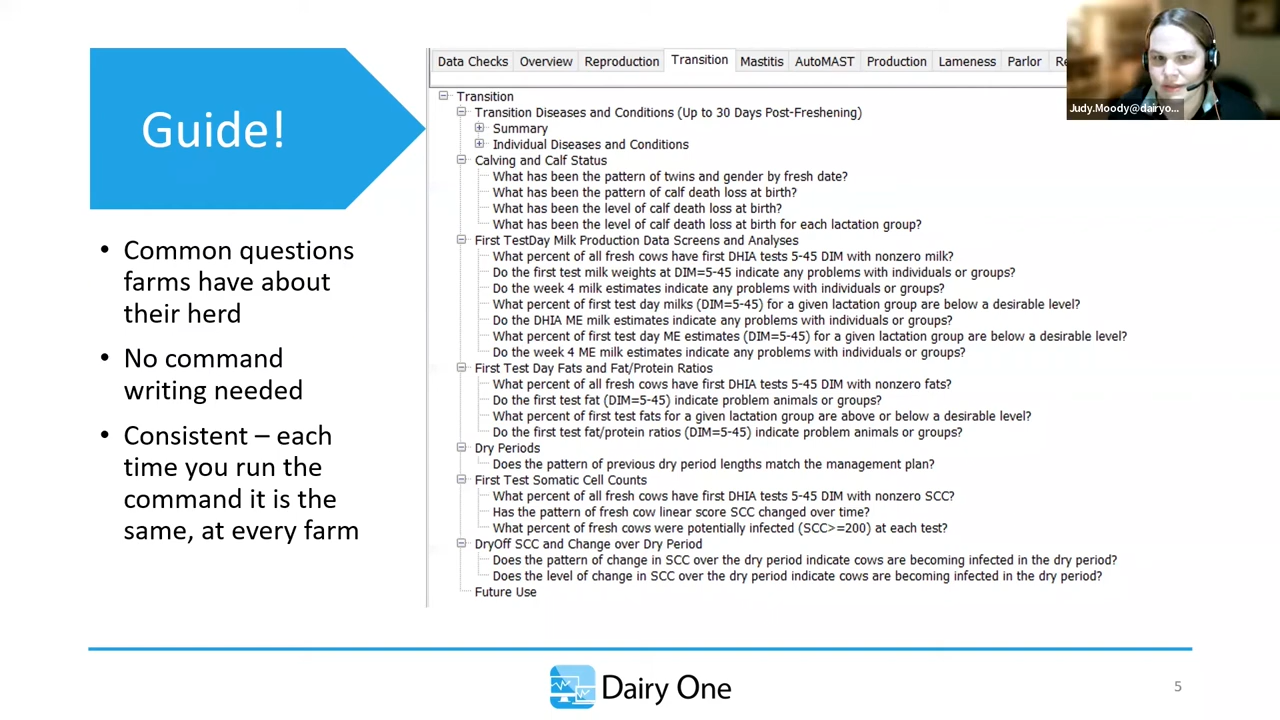 Guide!
• Common questions
farms have about
their herd
• No command
writing needed
• Consistent – each
time you run the
command it is the
same, at every farm
Data Checks Overview Reproduction Transition Mastitis AutoMAST Production Lameness Parlor
Transition
Transition Diseases and Conditions (Up to 30 Days Post-Freshening)
Summary
Individual Diseases and Conditions
Calving and Calf Status
What has been the pattern of twins and gender by fresh date?
What has been the pattern of calf death loss at birth?
What has been the level of calf death loss at birth?
What has been the level of calf death loss at birth for each lactation group?
First TestDay Milk Production Data Screens and Analyses
What percent of all fresh cows have first DHIA tests 5-45 DIM with nonzero milk?
Do the first test milk weights at DIM=5-45 indicate any problems with individuals or groups?
Do the week 4 milk estimates indicate any problems with individuals or groups?
What percent of first test day milks (DIM=5-45) for a given lactation group are below a desirable level?
Do the DHIA ME milk estimates indicate any problems with individuals or groups?
What percent of first test day ME estimates (DIM=5-45) for a given lactation group are below a desirable level?
Do the week 4 ME milk estimates indicate any problems with individuals or groups?
First Test Day Fats and Fat/Protein Ratios
What percent of all fresh cows have first DHIA tests 5-45 DIM with nonzero fats?
Do the first test fat (DIM=5-45) indicate problem animals or groups?
What percent of first test fats for a given lactation group are above or below a desirable level?
Do the first test fat/protein ratios (DIM=5-45) indicate problem animals or groups?
Dry Periods
Does the pattern of previous dry period lengths match the management plan?
First Test Somatic Cell Counts
What percent of all fresh cows have first DHIA tests 5-45 DIM with nonzero SCC?
Has the pattern of fresh cow linear score SCC changed over time?
What percent of fresh cows were potentially infected (SCC>=200) at each test?
DryOff SCC and Change over Dry Period
Does the pattern of change in SCC over the dry period indicate cows are becoming infected in the dry period?
Does the level of change in SCC over the dry period indicate cows are becoming infected in the dry period?
Future Use
Judy.Moody@dairyo...
Dairy One
5